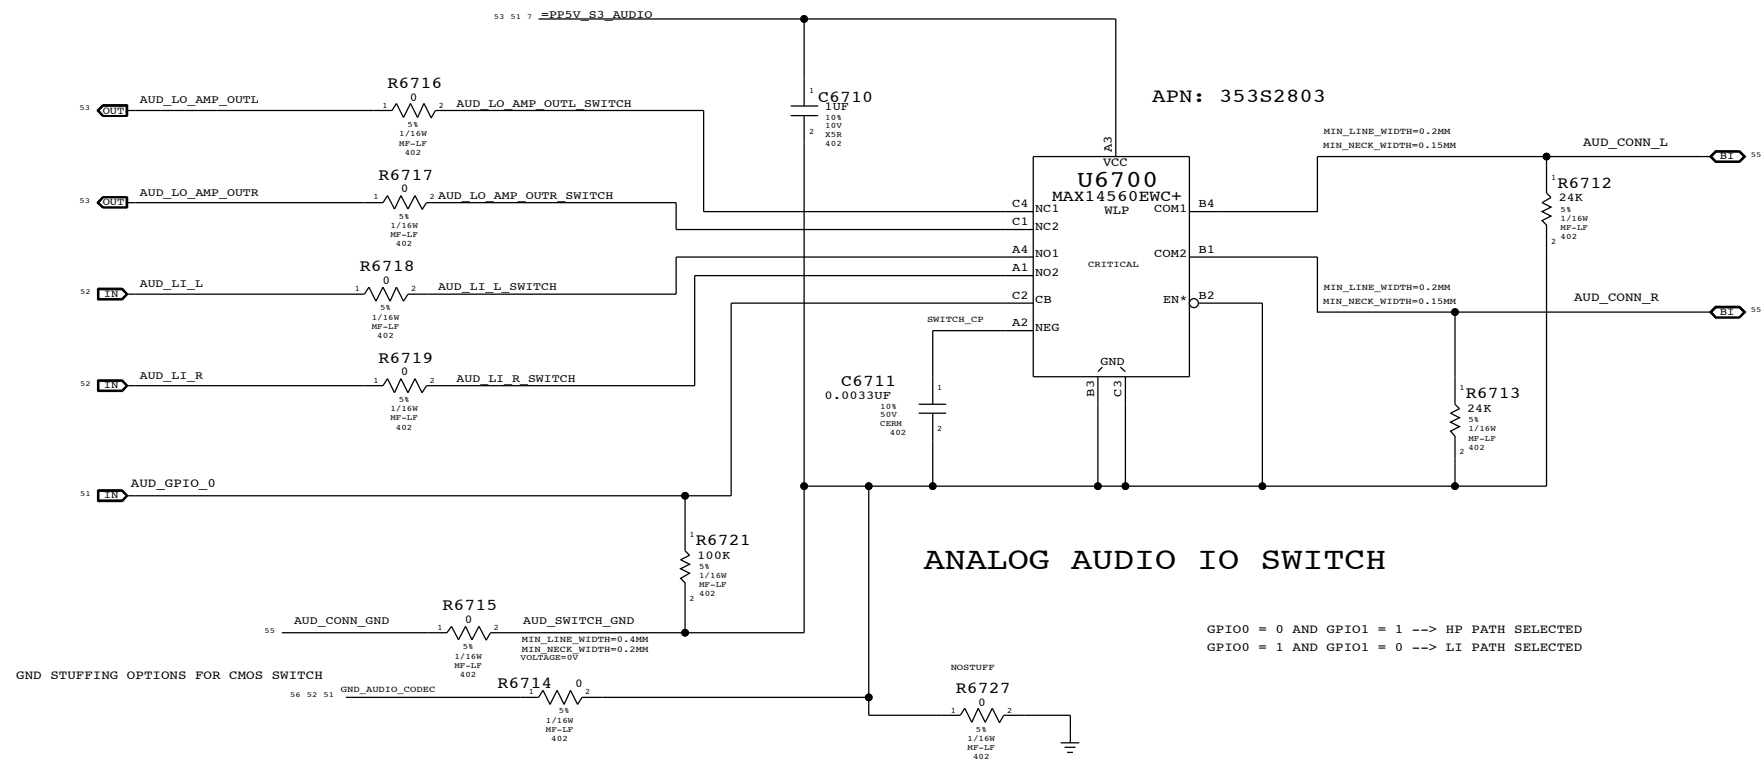 53 51 7 =PP5V_S3_AUDIO
R6716
0
53 OUT AUD_LO_AMP_OUTL 1 2 AUD_LO_AMP_OUTL_SWITCH
5%
1/16W
MF-LF
402
1 C6710
1UF
10%
10V
2 X5R
402
APN: 353S2803
R6717
0
53 OUT AUD_LO_AMP_OUTR 1 2 AUD_LO_AMP_OUTR_SWITCH
5%
1/16W
MF-LF
402
R6718
0
52 IN AUD_LI_L 1 2 AUD_LI_L_SWITCH
5%
1/16W
MF-LF
402
R6719
0
52 IN AUD_LI_R 1 2 AUD_LI_R_SWITCH
5%
1/16W
MF-LF
402
A3
VCC
U6700
MAX14560EWC+
WLP
CRITICAL
C4 NC1
C1 NC2
A4 NO1
A1 NO2
C2 CB
A2 NEG
COM1 B4
COM2 B1
EN* B2
GND
B3
C3
SWITCH_CP
C6711
0.0033UF
10%
50V
CERM
402
1
2
MIN_LINE_WIDTH=0.2MM
MIN_NECK_WIDTH=0.15MM
AUD_CONN_L
BI 55
1 R6712
24K
5%
1/16W
MF-LF
2 402
MIN_LINE_WIDTH=0.2MM
MIN_NECK_WIDTH=0.15MM
AUD_CONN_R
BI 55
1 R6713
24K
5%
1/16W
MF-LF
2 402
51 IN AUD_GPIO_0
1 R6721
100K
5%
1/16W
MF-LF
2 402
ANALOG AUDIO IO SWITCH
R6715
0
55 AUD_CONN_GND 1 2 AUD_SWITCH_GND
5%
1/16W
MF-LF
402
MIN_LINE_WIDTH=0.4MM
MIN_NECK_WIDTH=0.2MM
VOLTAGE=0V
GPIO0 = 0 AND GPIO1 = 1 --> HP PATH SELECTED
GPIO0 = 1 AND GPIO1 = 0 --> LI PATH SELECTED
GND STUFFING OPTIONS FOR CMOS SWITCH
R6714 0
56 52 51 GND_AUDIO_CODEC 1 2
5%
1/16W
MF-LF
402
NOSTUFF
R6727
0
1 2
5%
1/16W
MF-LF
402